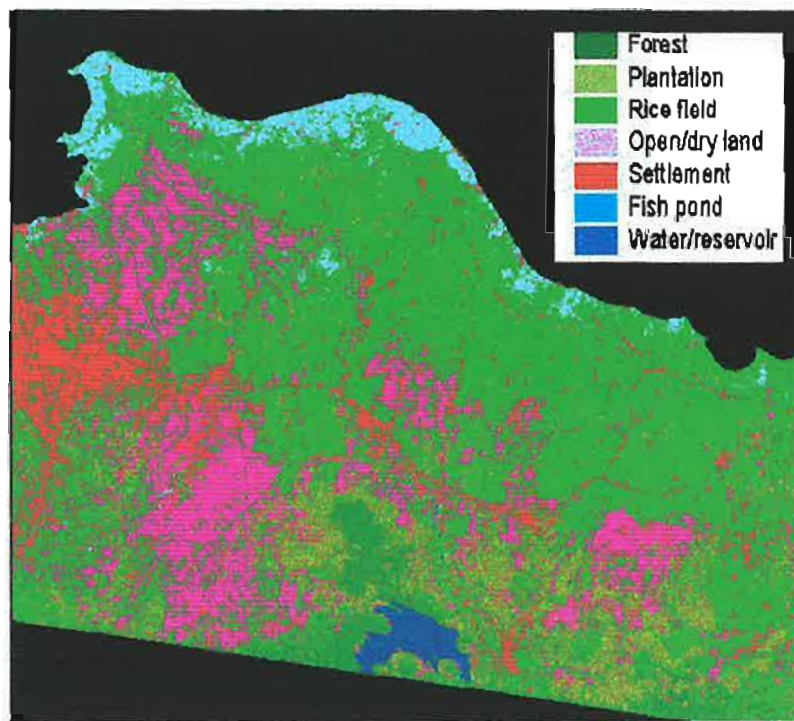 Forest
Plantation
Rice field
Open/dry land
Settlement
Fish pond
Water/reservoir